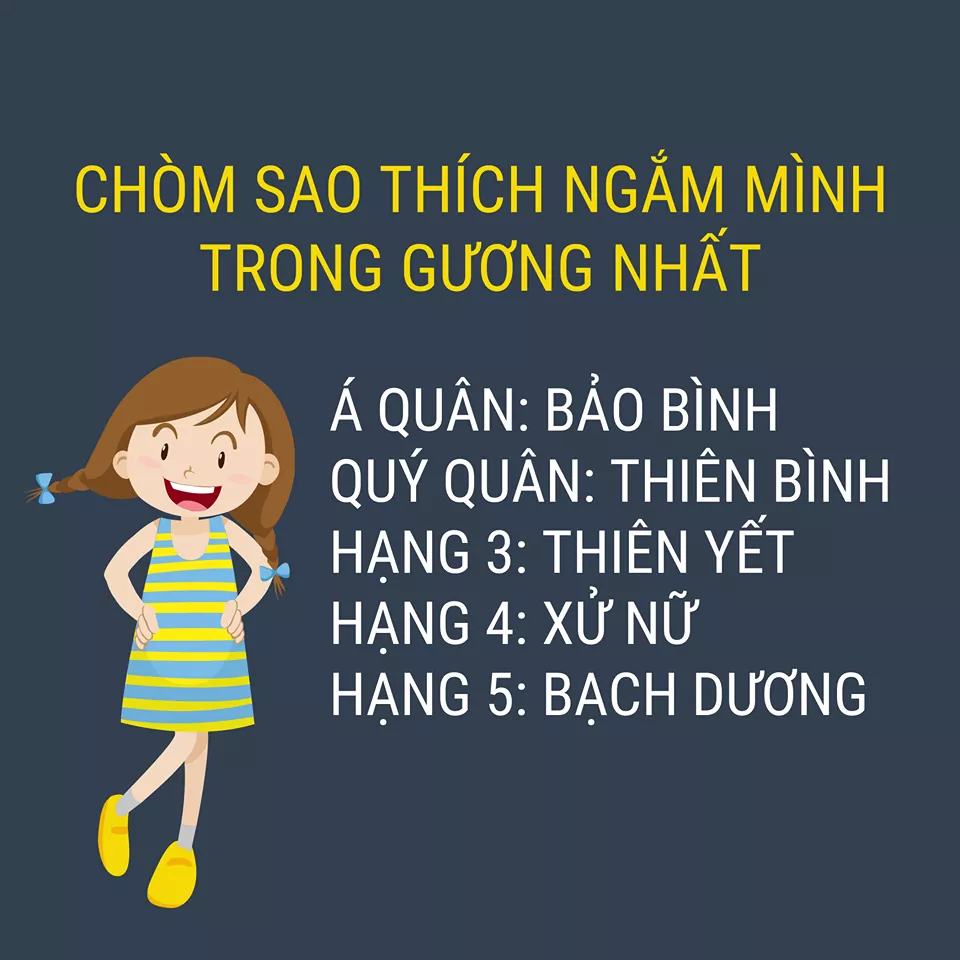 CHÒM SAO THÍCH NGẮM MÌNH
TRONG GƯƠNG NHẤT
Á QUÂN: BẢO BÌNH
QUÝ QUÂN: THIÊN BÌNH
HẠNG 3: THIÊN YẾT
HẠNG 4: XỬ NỮ
HẠNG 5: BẠCH DƯƠNG